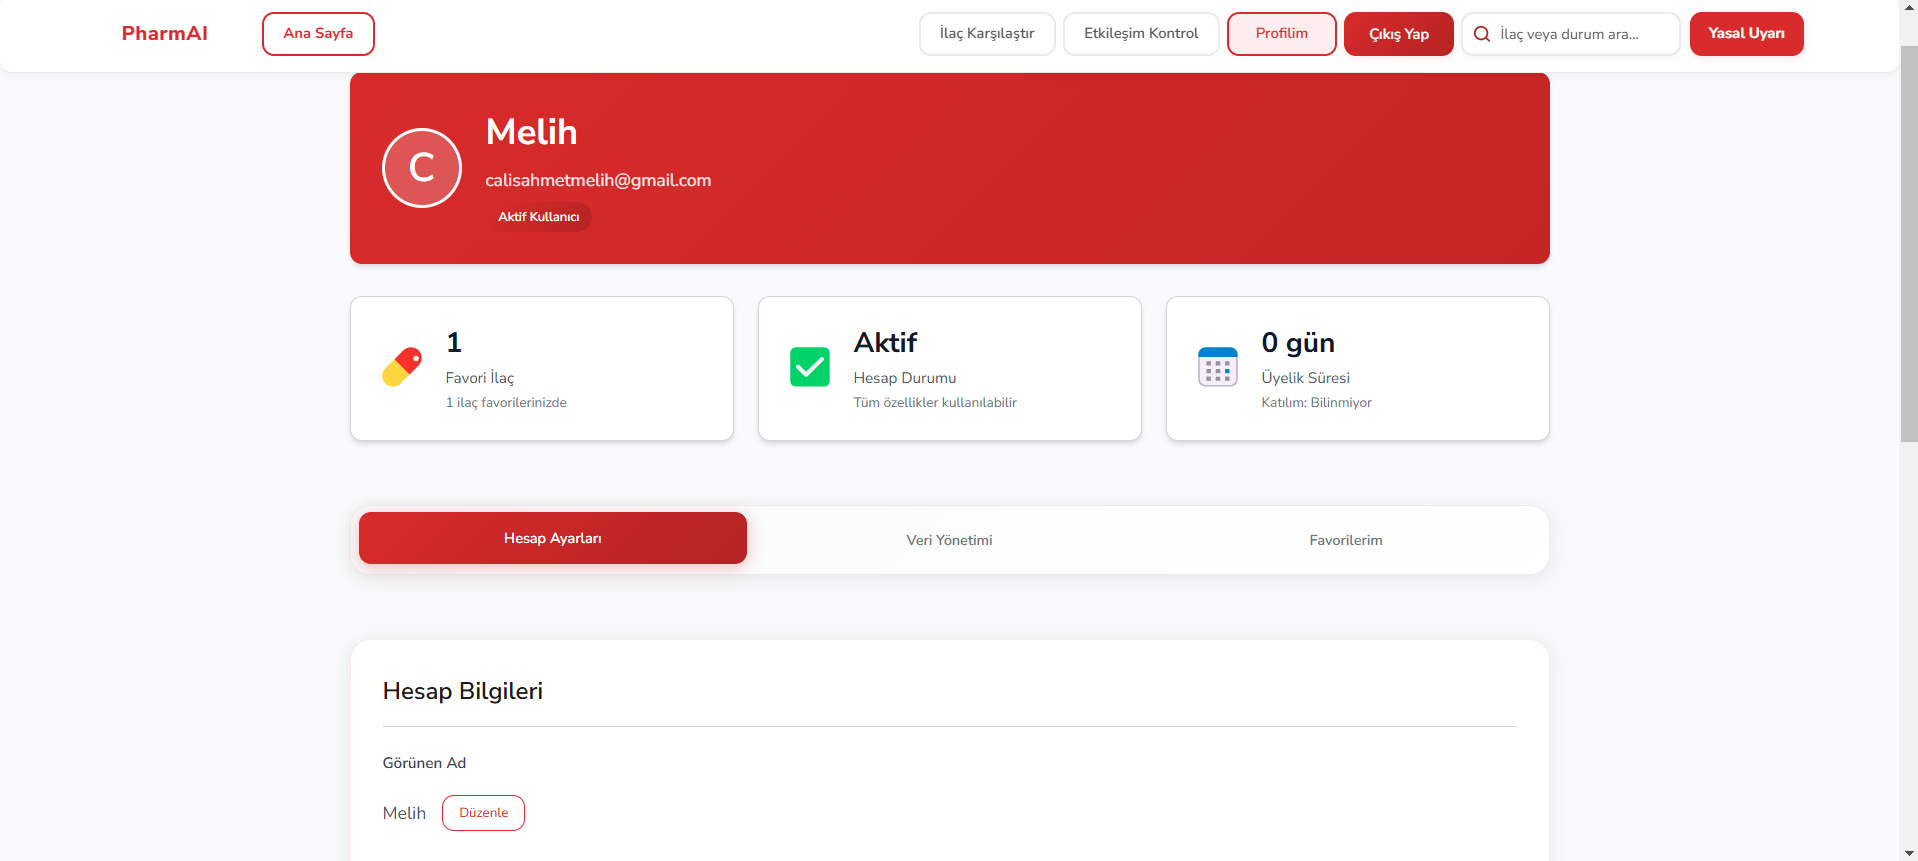 PharmAI
Ana Sayfa
İlaç Karşılaştır
Etkileşim Kontrol
Profilim
Çıkış Yap
İlaç veya durum ara...
Yasal Uyarı
C
Melih
calisahmetmelih@gmail.com
Aktif Kullanıcı
1
Favori İlaç
1 ilaç favorilerinizde
Aktif
Hesap Durumu
Tüm özellikler kullanılabilir
0 gün
Üyelik Süresi
Katılım: Bilinmiyor
Hesap Ayarları
Veri Yönetimi
Favorilerim
Hesap Bilgileri
Görünen Ad
Melih
Düzenle